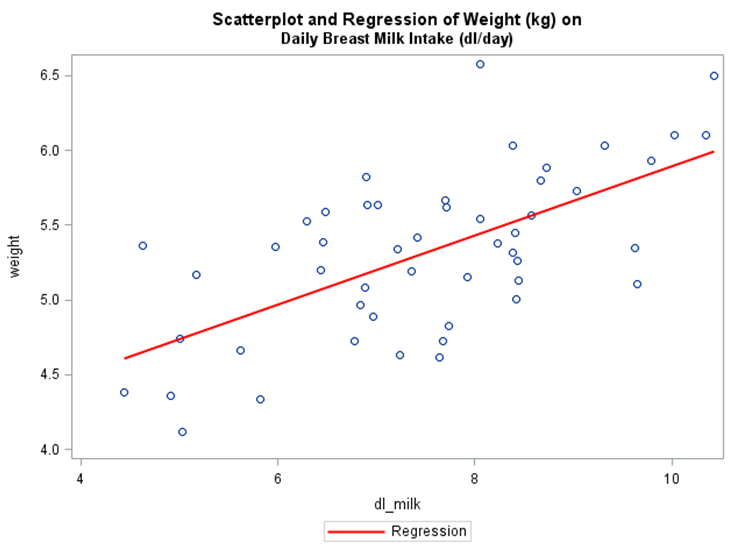 Scatterplot and Regression of Weight (kg) on
Daily Breast Milk Intake (dl/day)
6.5
6.0
5.5
5.0
4.5
4.0
weight
4 6 8 10
dl_milk
Regression